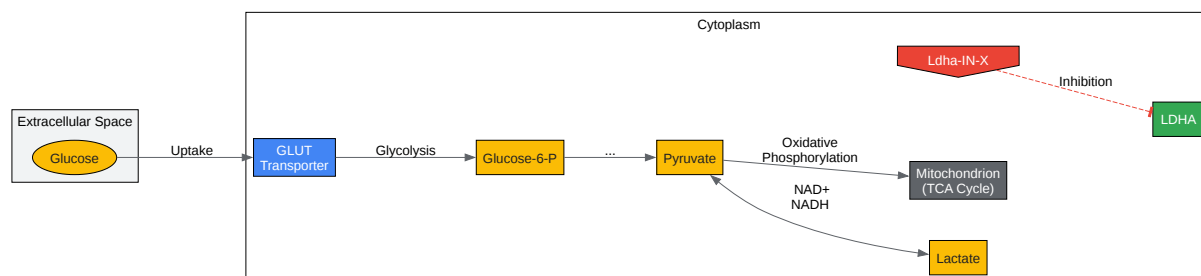 Cytoplasm
Ldha-IN-X
Inhibition
LDHA
Extracellular Space
Glucose
Uptake
GLUT
Transporter
Glycolysis
Glucose-6-P
...
Pyruvate
Oxidative
Phosphorylation
Mitochondrion
(TCA Cycle)
NAD+
NADH
Lactate